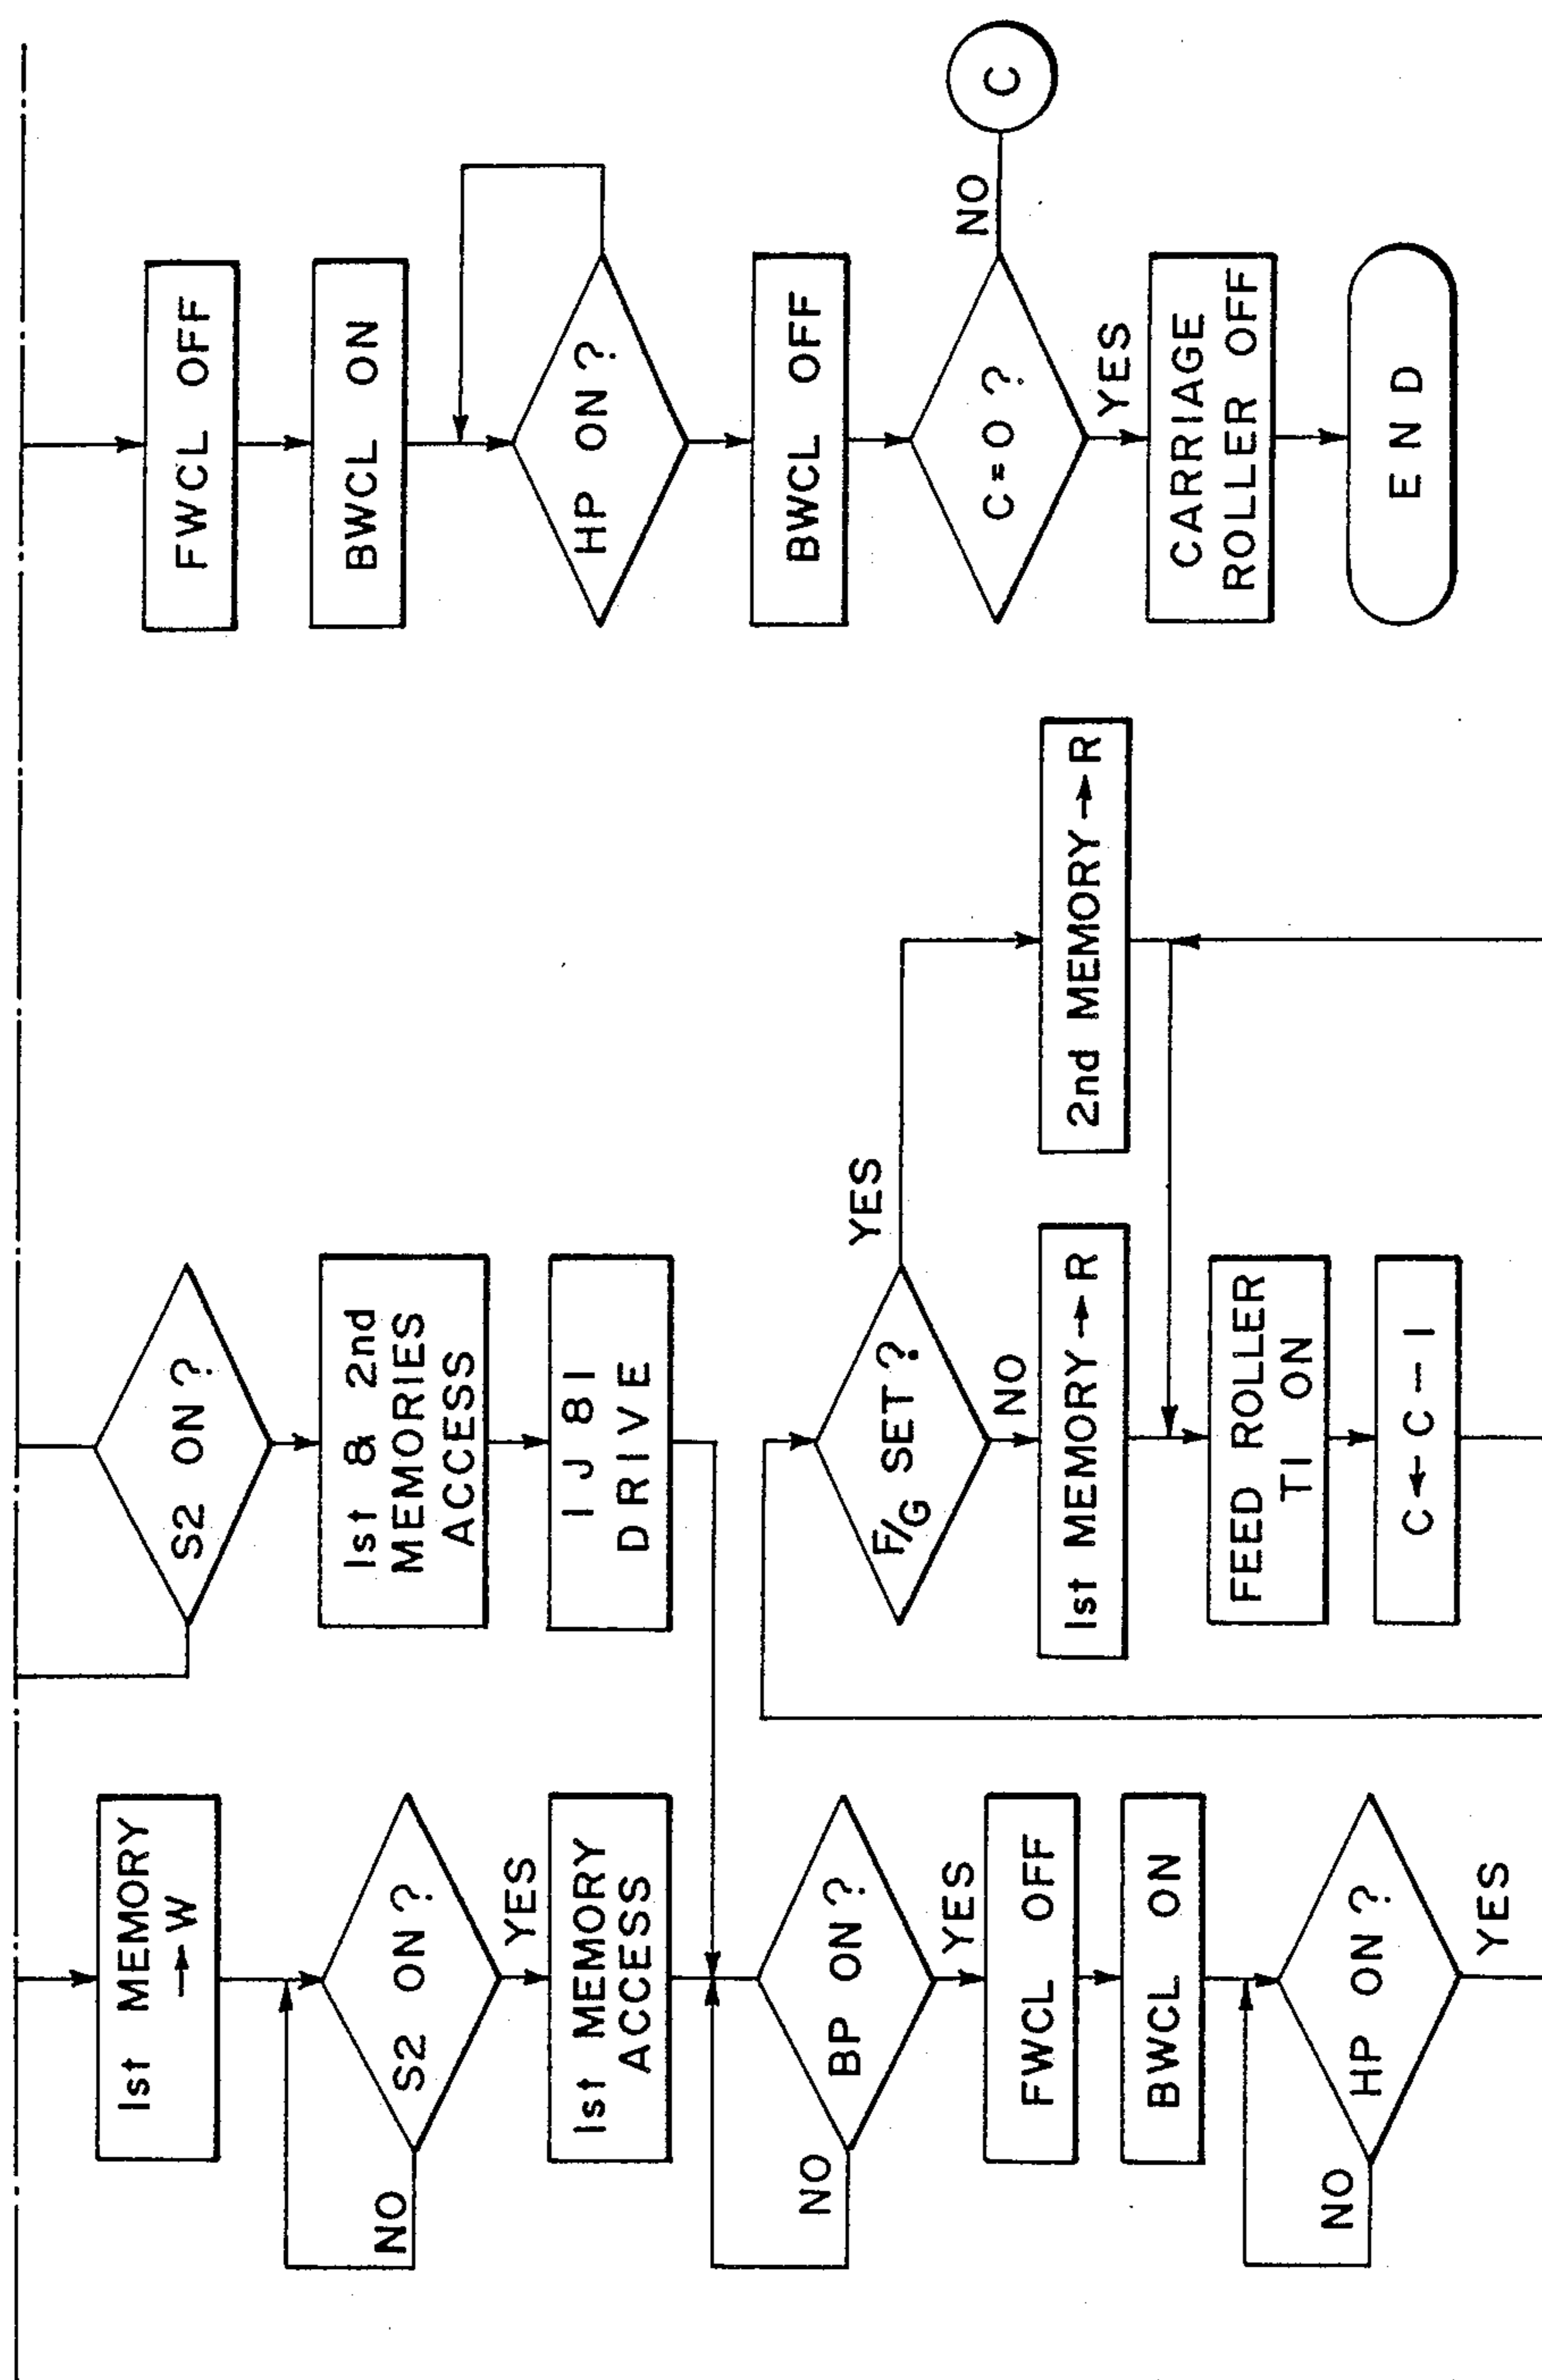 1st MEMORY
→W
S2 ON?
NO
YES
1st MEMORY
ACCESS
BP ON?
NO
YES
FWCL OFF
BWCL ON
HP ON?
NO
YES
S2 ON?
1st & 2nd
MEMORIES
ACCESS
IJ 81
DRIVE
F/G SET?
YES
NO
1st MEMORY→R
2nd MEMORY→R
FEED ROLLER
T1 ON
C←C-1
FWCL OFF
BWCL ON
HP ON?
BWCL OFF
C=0?
NO
C
YES
CARRIAGE
ROLLER OFF
END